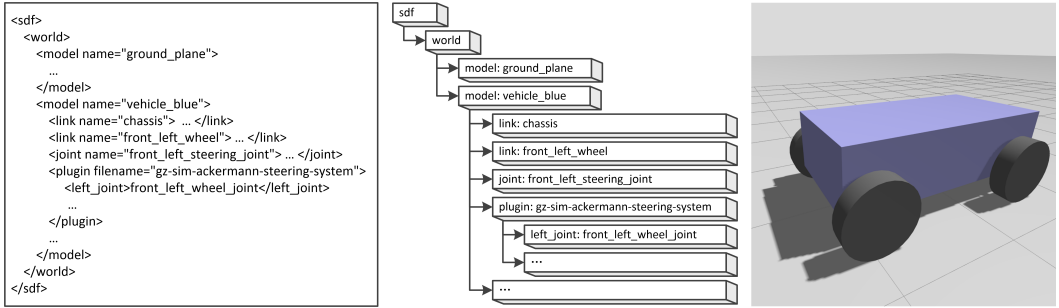 <sdf>
<world>
<model name="ground_plane">
...
</model>
<model name="vehicle_blue">
<link name="chassis"> ... </link>
<link name="front_left_wheel"> ... </link>
<joint name="front_left_steering_joint"> ... </joint>
<plugin filename="gz-sim-ackermann-steering-system">
<left_joint>front_left_wheel_joint</left_joint>
...
</plugin>
...
</model>
</world>
</sdf>
sdf
world
model: ground_plane
model: vehicle_blue
link: chassis
link: front_left_wheel
joint: front_left_steering_joint
plugin: gz-sim-ackermann-steering-system
left_joint: front_left_wheel_joint
...
...